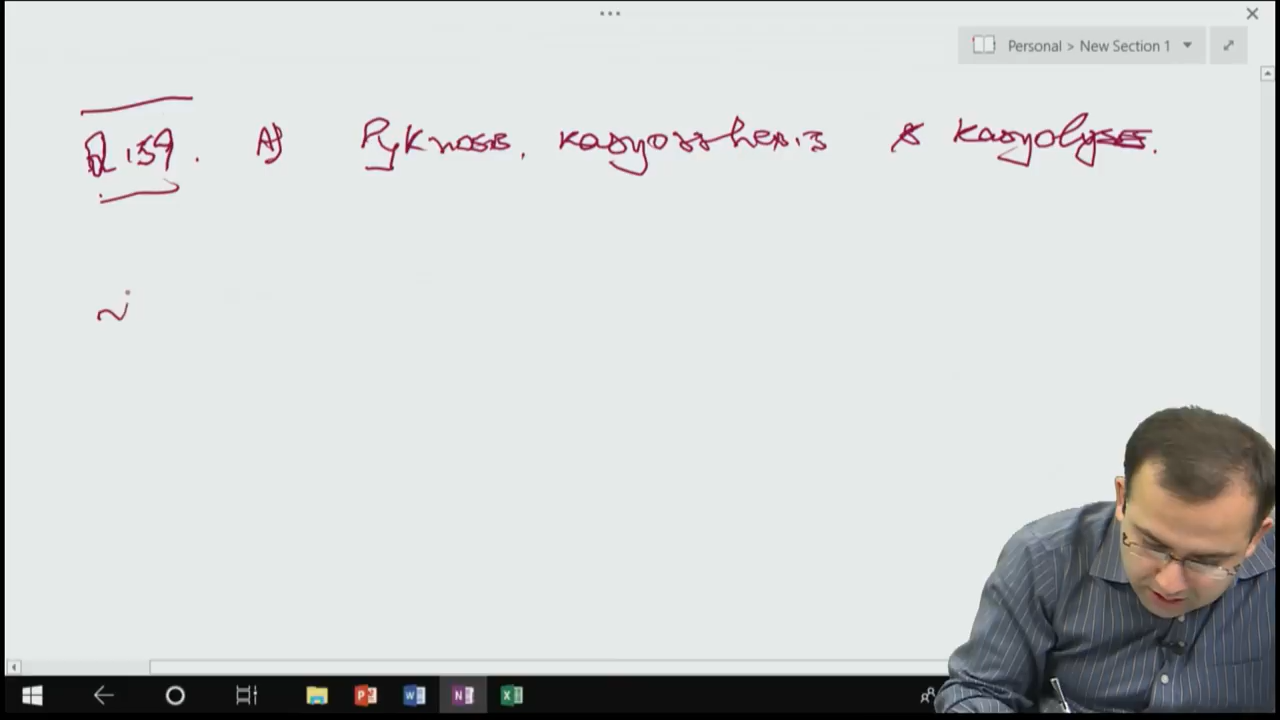 Personal > New Section 1
Q 159. A) Pyknosis, karyorrhexis & karyolysis.